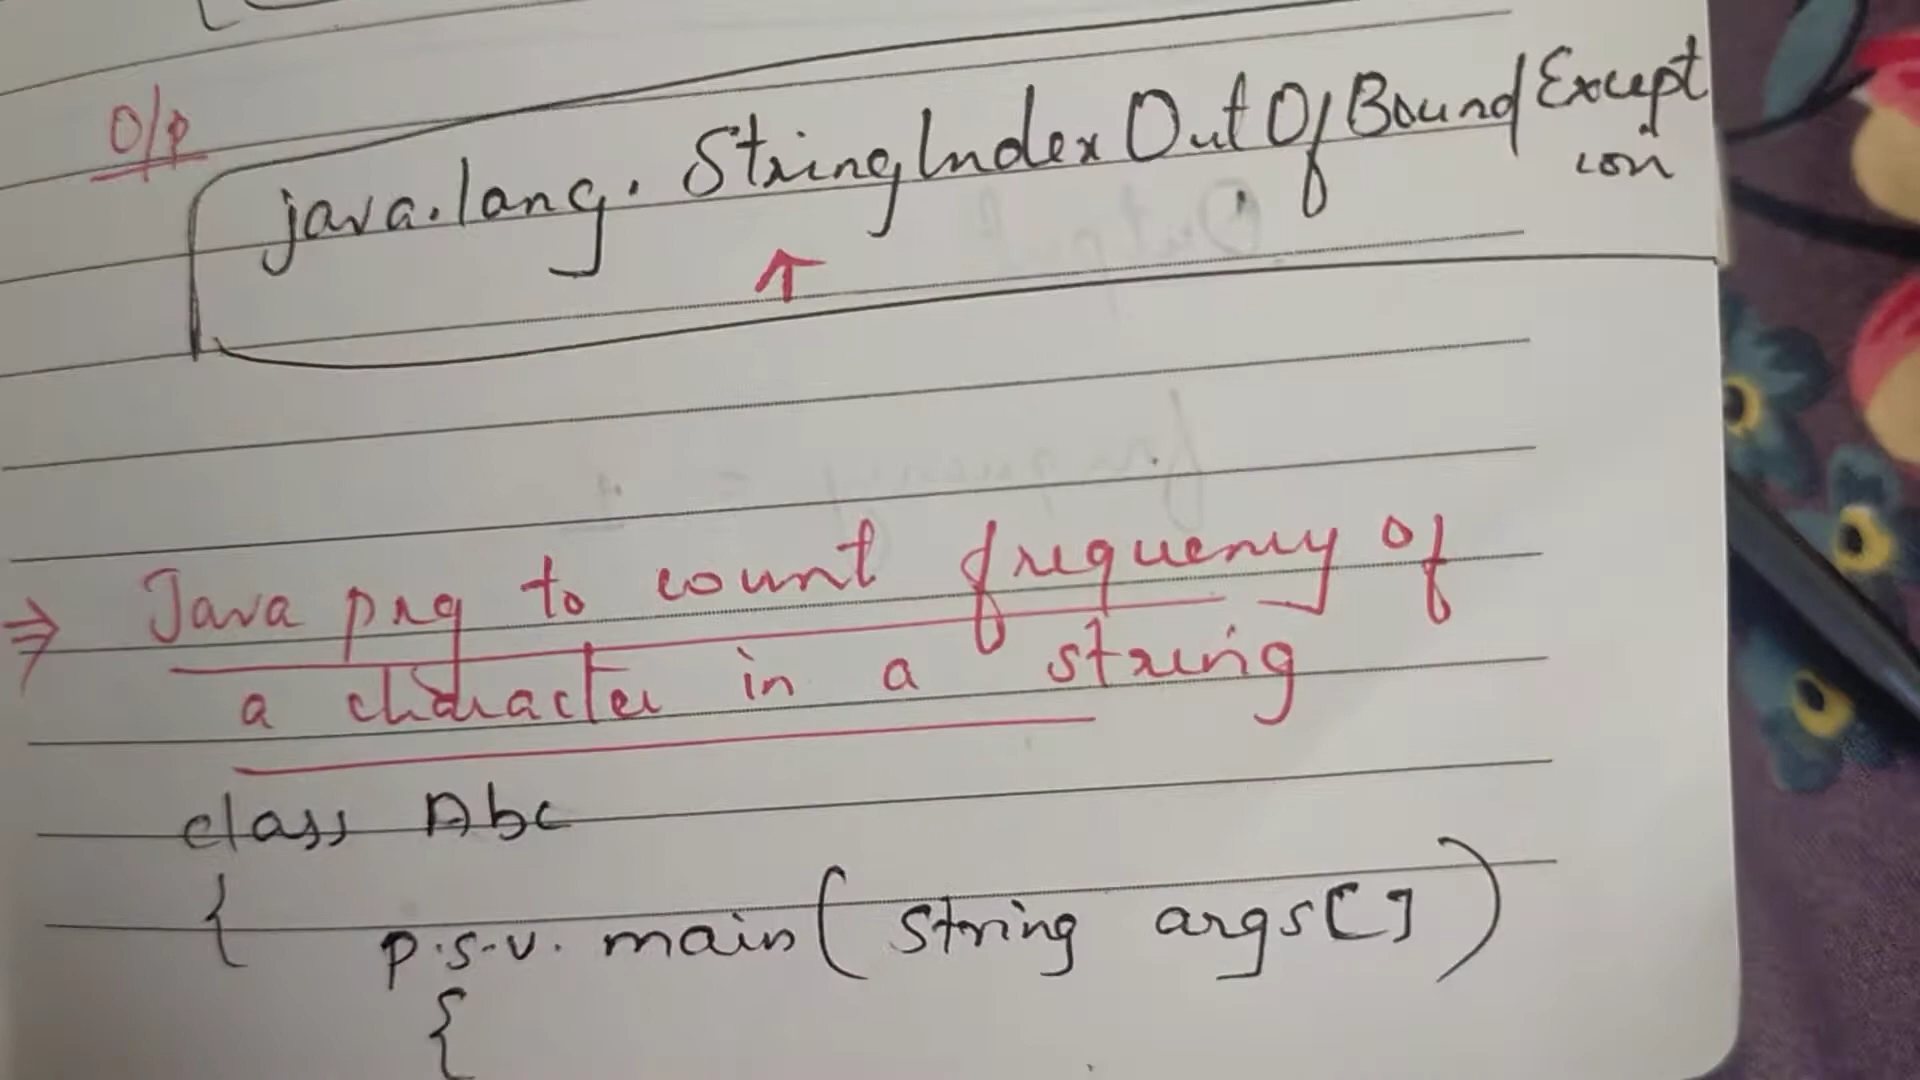 O/p
java.lang. StringIndexOutOfBoundException
⇒ Java prg to count frequency of
a character in a string
class Abc
{ p.s.v. main( String args[] )
{